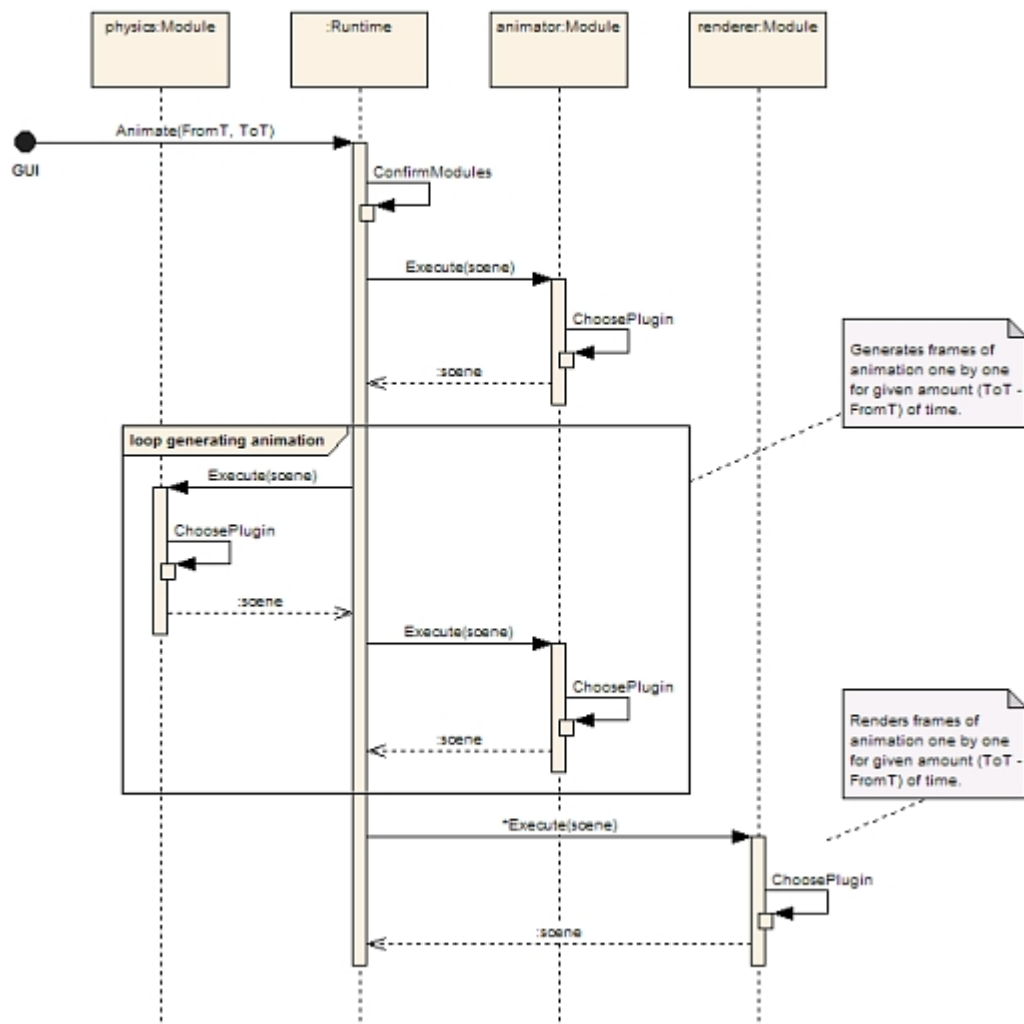 physics:Module
:Runtime
animator:Module
renderer:Module
Animate(FromT, ToT)
GUI
ConfirmModules
Execute(scene)
ChoosePlugin
:scene
Generates frames of
animation one by one
for given amount (ToT -
FromT) of time.
loop generating animation
Execute(scene)
ChoosePlugin
:scene
Execute(scene)
ChoosePlugin
:scene
Renders frames of
animation one by one
for given amount (ToT -
FromT) of time.
*Execute(scene)
ChoosePlugin
:scene